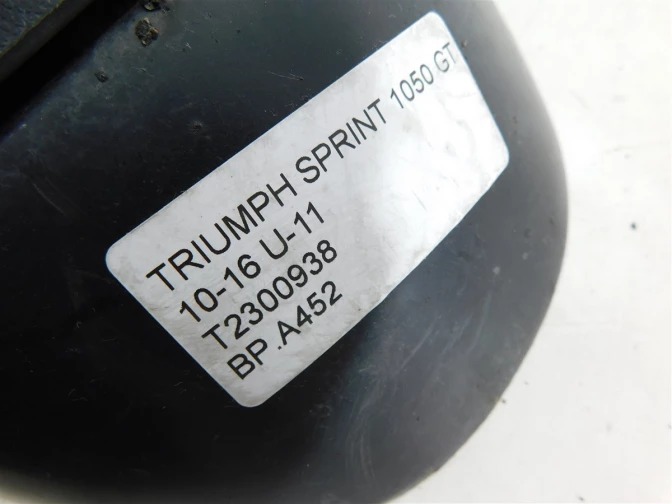 TRIUMPH SPRINT 1050 GT
10-16 U-11
T2300938
BP .A452